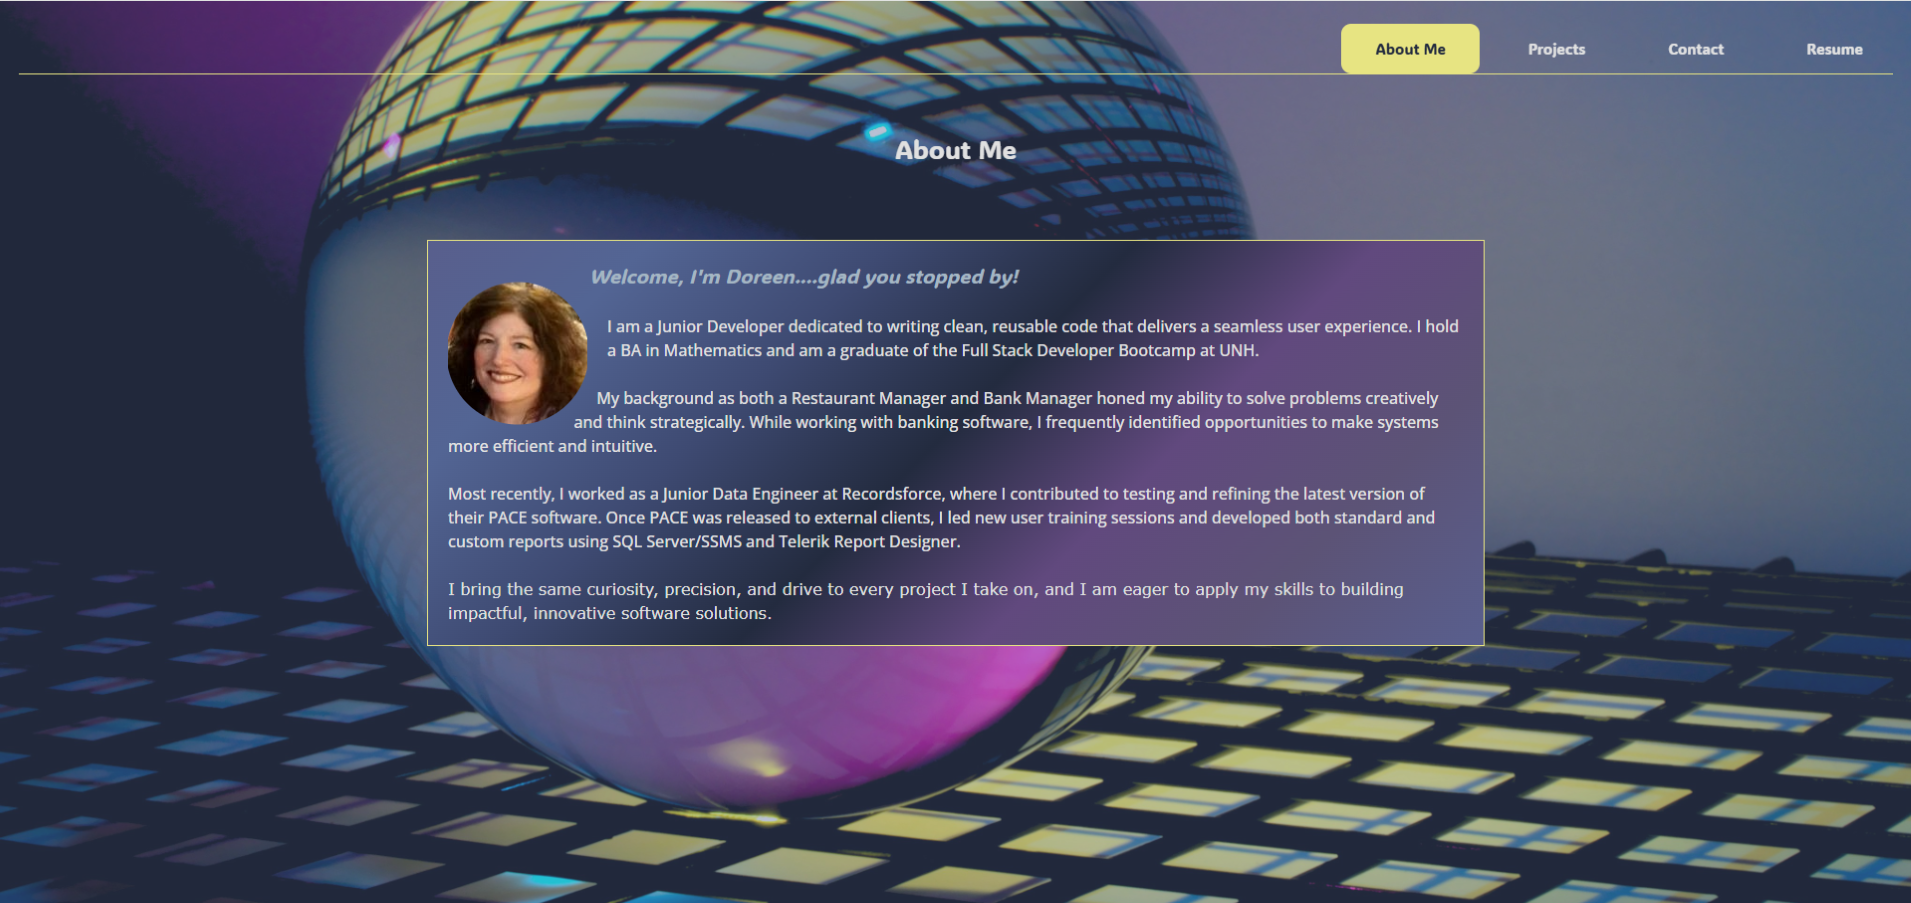 About Me
Projects
Contact
Resume
About Me
Welcome, I'm Doreen....glad you stopped by!
I am a Junior Developer dedicated to writing clean, reusable code that delivers a seamless user experience. I hold
a BA in Mathematics and am a graduate of the Full Stack Developer Bootcamp at UNH.
My background as both a Restaurant Manager and Bank Manager honed my ability to solve problems creatively
and think strategically. While working with banking software, I frequently identified opportunities to make systems
more efficient and intuitive.
Most recently, I worked as a Junior Data Engineer at Recordsforce, where I contributed to testing and refining the latest version of
their PACE software. Once PACE was released to external clients, I led new user training sessions and developed both standard and
custom reports using SQL Server/SSMS and Telerik Report Designer.
I bring the same curiosity, precision, and drive to every project I take on, and I am eager to apply my skills to building
impactful, innovative software solutions.